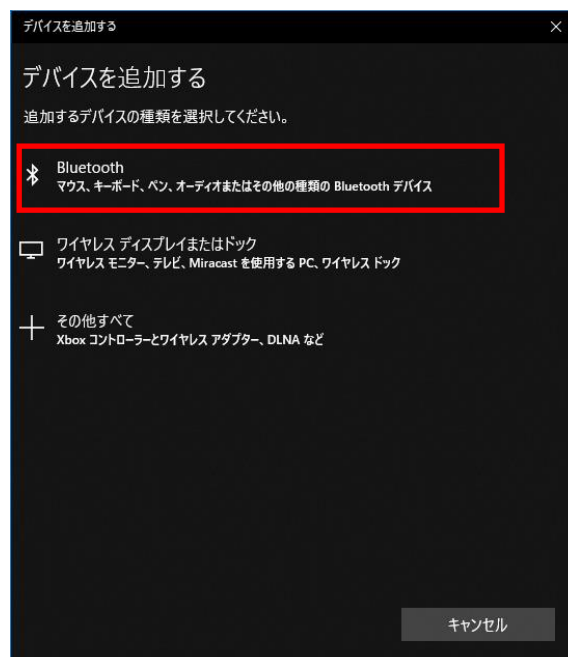 デバイスを追加する
デバイスを追加する
追加するデバイスの種類を選択してください。
Bluetooth
マウス、キーボード、ペン、オーディオまたはその他の種類の Bluetooth デバイス
ワイヤレス ディスプレイまたはドック
ワイヤレス モニター、テレビ、Miracast を使用する PC、ワイヤレス ドック
その他すべて
Xbox コントローラーとワイヤレス アダプター、DLNA など
キャンセル